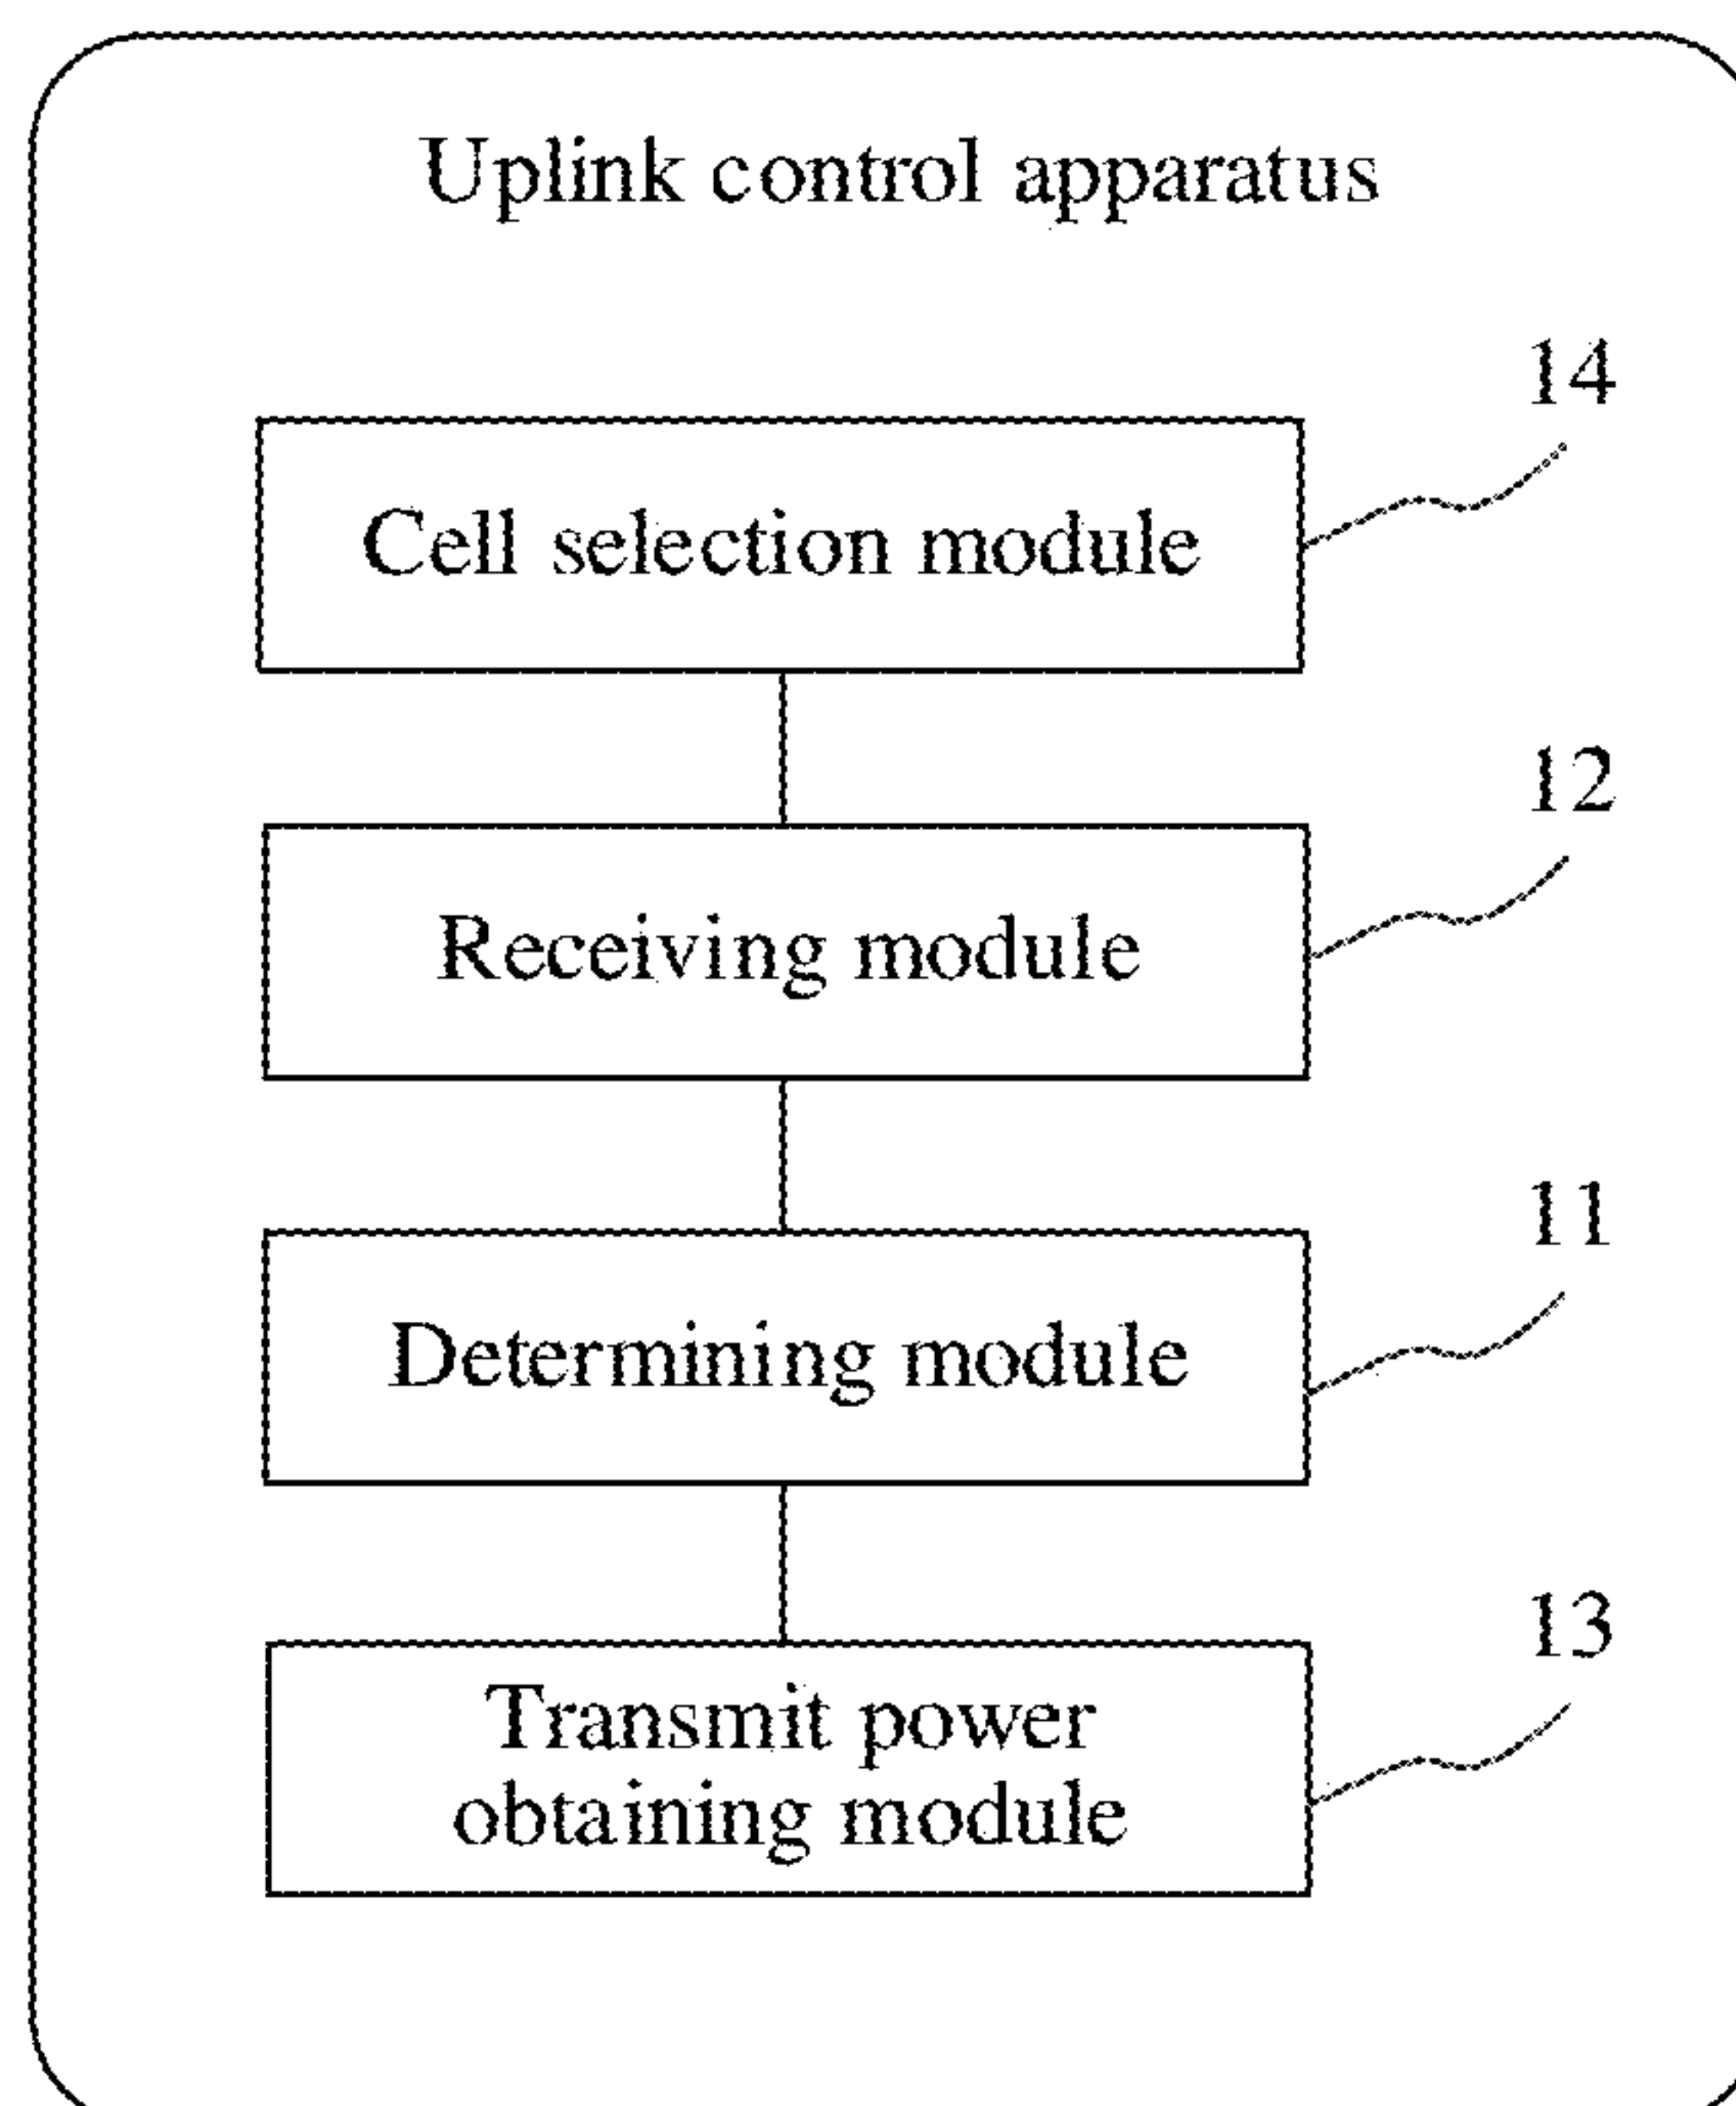 Uplink control apparatus
14
Cell selection module
12
Receiving module
11
Determining module
13
Transmit power
obtaining module